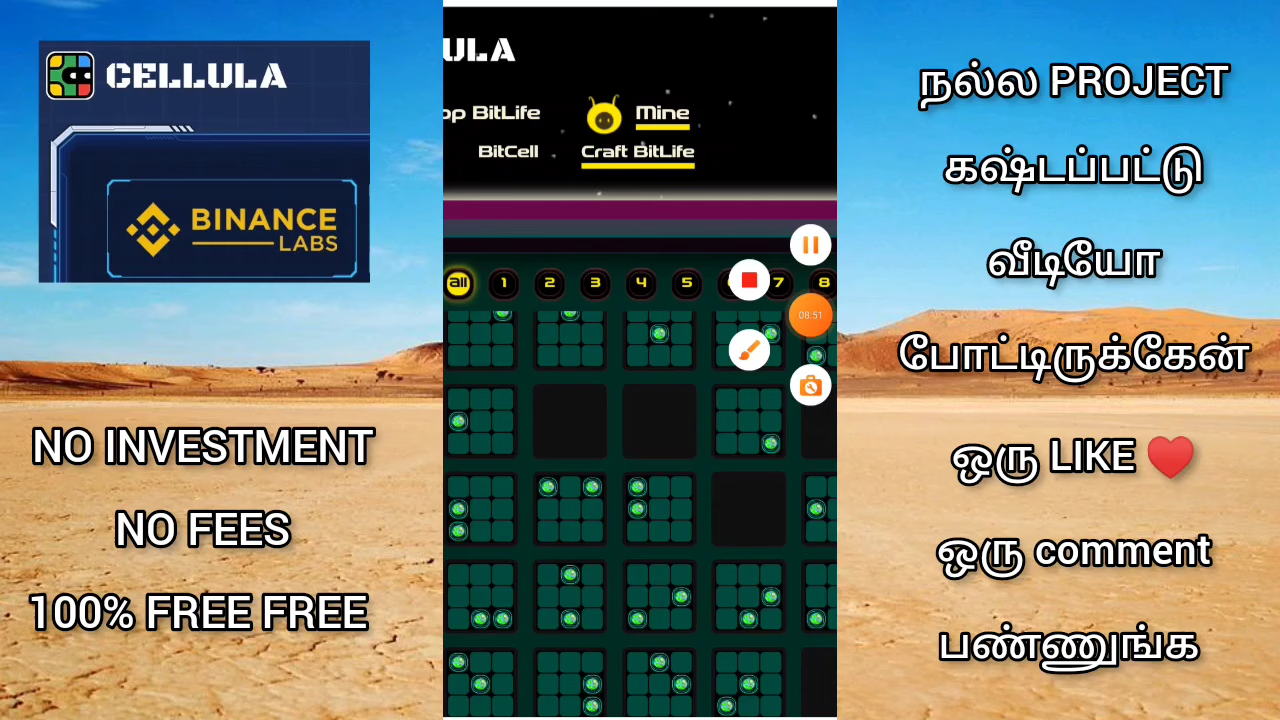 CELLULA
BINANCE
LABS
NO INVESTMENT
NO FEES
100% FREE FREE
ULA
op BitLife
Mine
BitCell
Craft BitLife
all 1 2 3 4 5 7 8
08:51
நல்ல PROJECT
கஷ்டப்பட்டு
வீடியோ
போட்டிருக்கேன்
ஒரு LIKE ♥️
ஒரு comment
பண்ணுங்க